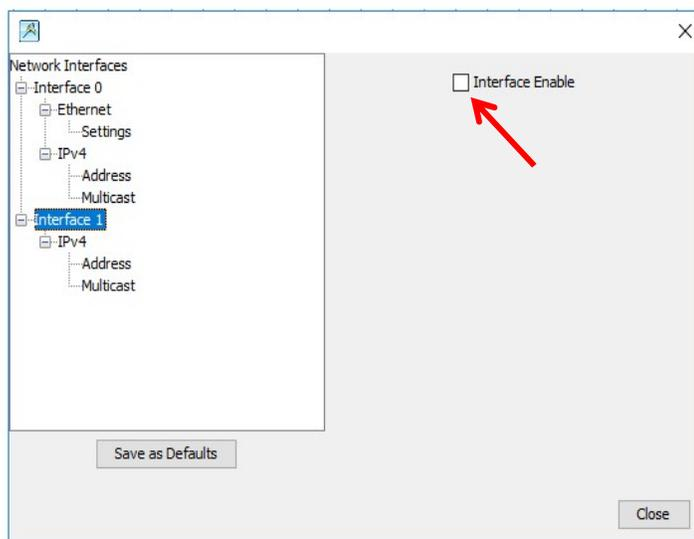 Network Interfaces
Interface 0
Ethernet
Settings
IPv4
Address
Multicast
Interface 1
IPv4
Address
Multicast
Interface Enable
Save as Defaults
Close